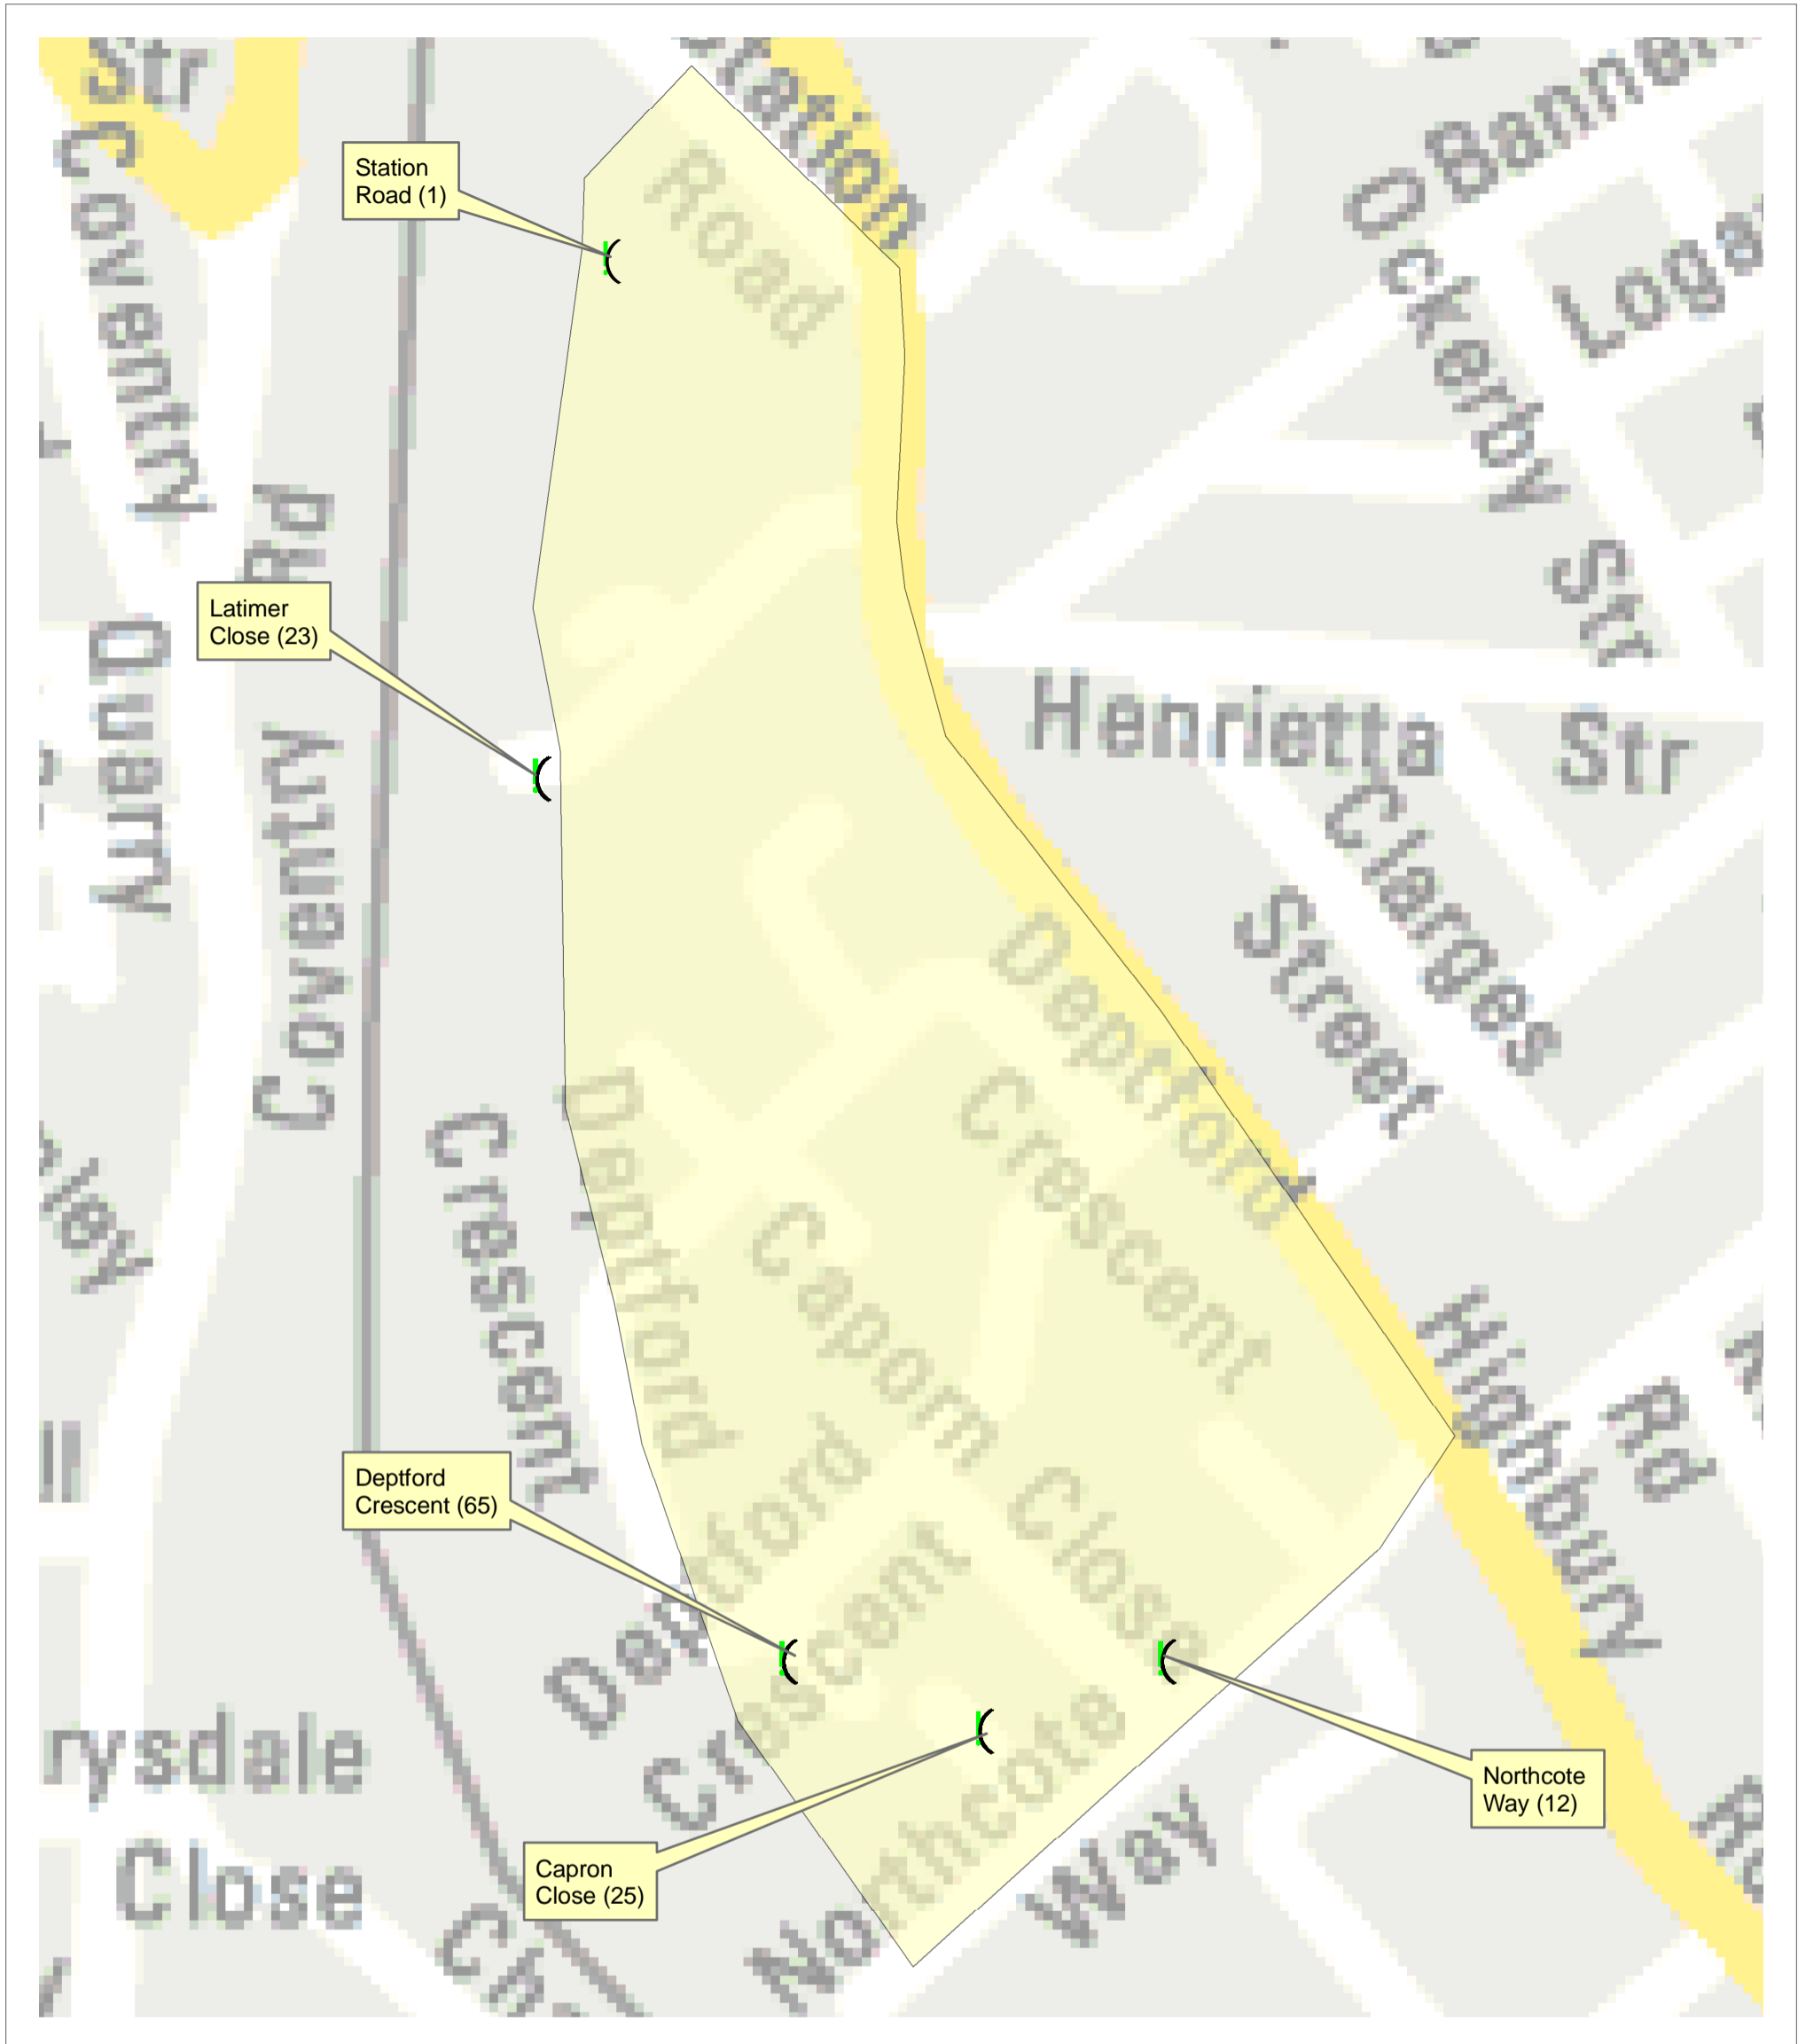 Str
Station
Road
Coventry
Rd
Station
Road (1)
Ockerby
Str
Latimer
Close (23)
Quarry
Coventry
Henrietta
Str
Clarges
Street
Deptford
Crescent
Deptford
Crescent
Capom
Close
Highbury
Rd
Deptford
Crescent (65)
Deptford
Crescent
Northcote
Way
Northcote
Way (12)
Capron
Close (25)
rysdale
Close